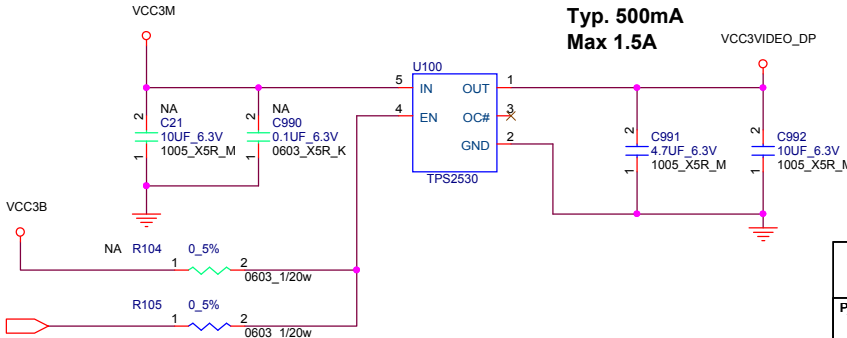 Typ. 500mA
Max 1.5A
VCC3M
VCC3VIDEO_DP
U100
5 IN OUT 1
4 EN OC# 3
GND 2
TPS2530
NA
C21
10UF_6.3V
1005_X5R_M
2
1
NA
C990
0.1UF_6.3V
0603_X5R_K
2
1
C991
4.7UF_6.3V
1005_X5R_M
2
1
C992
10UF_6.3V
1005_X5R_M
2
1
VCC3B
NA R104 0_5%
1 2
0603_1/20w
R105 0_5%
1 2
0603_1/20w
P